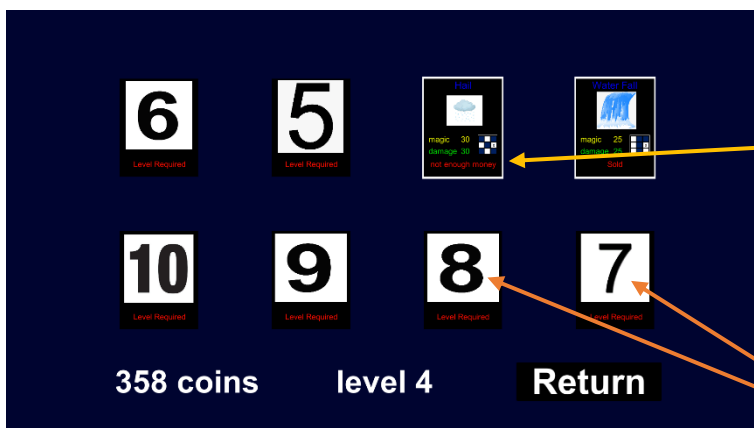 6
Level Required
5
Level Required
Hail
magic 30
damage 30
not enough money
Water Fall
magic 25
damage 25
Sold
10
Level Required
9
Level Required
8
Level Required
7
Level Required
358 coins
level 4
Return